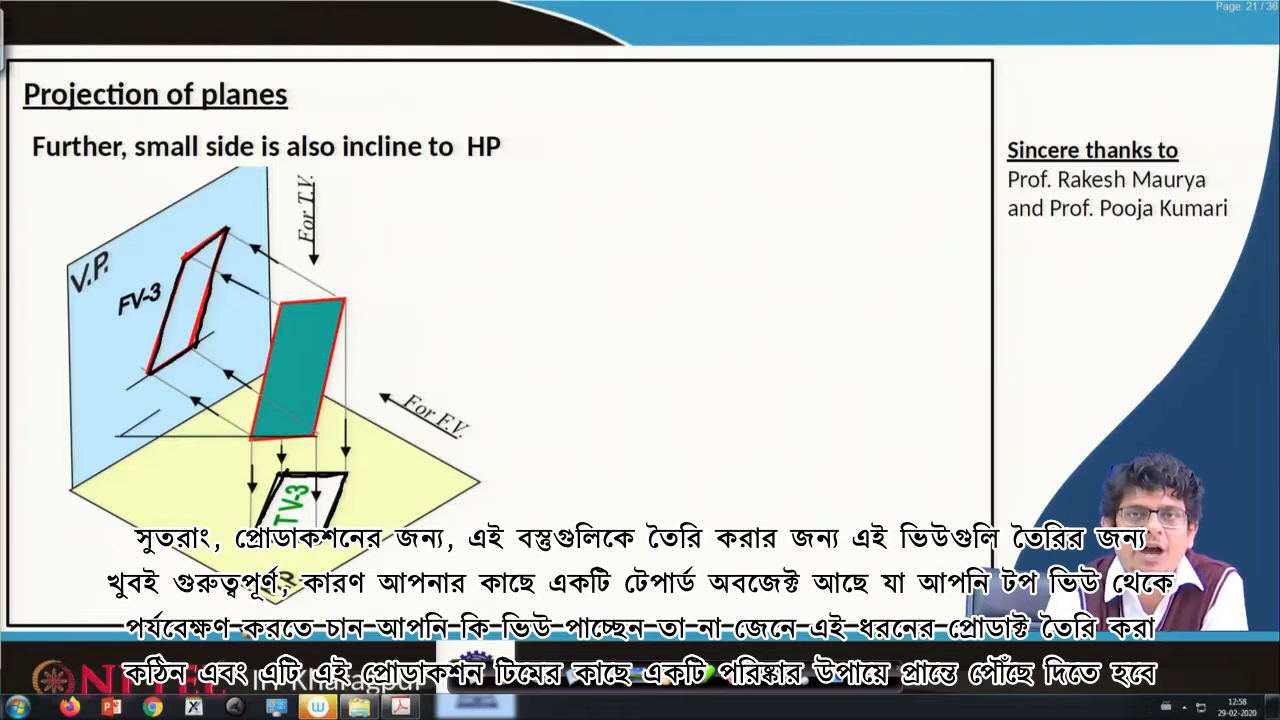 Page: 21 / 36
Projection of planes
Further, small side is also incline to HP
Sincere thanks to
Prof. Rakesh Maurya
and Prof. Pooja Kumari
For T.V.
V.P.
FV-3
For F.V.
TV-3
সুতরাং, প্রোডাকশনের জন্য, এই বস্তুগুলিকে তৈরি করার জন্য এই ভিউগুলি তৈরির জন্য
খুবই গুরুত্বপূর্ণ, কারণ আপনার কাছে একটি টেপার্ড অবজেক্ট আছে যা আপনি টপ ভিউ থেকে
পর্যবেক্ষণ করতে চান আপনি কি ভিউ পাচ্ছেন তা না জেনে এই ধরনের প্রোডাক্ট তৈরি করা
কঠিন এবং এটি এই প্রোডাকশন টিমের কাছে একটি পরিষ্কার উপায়ে প্রান্তে পৌঁছে দিতে হবে
12:58
29-02-2020